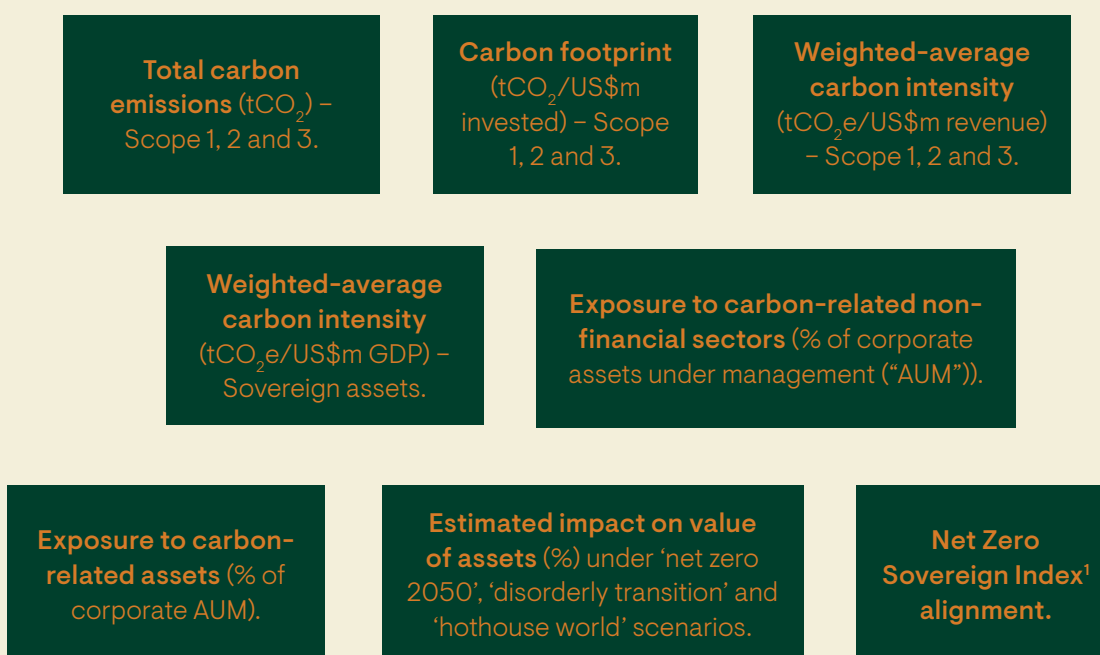 Total carbon
emissions (tCO₂) –
Scope 1, 2 and 3.
Carbon footprint
(tCO₂/US$m
invested) – Scope
1, 2 and 3.
Weighted-average
carbon intensity
(tCO₂e/US$m revenue)
– Scope 1, 2 and 3.
Weighted-average
carbon intensity
(tCO₂e/US$m GDP) –
Sovereign assets.
Exposure to carbon-related non-
financial sectors (% of corporate
assets under management (“AUM”)).
Exposure to carbon-
related assets (% of
corporate AUM).
Estimated impact on value
of assets (%) under ‘net zero
2050’, ‘disorderly transition’ and
‘hothouse world’ scenarios.
Net Zero
Sovereign Index¹
alignment.